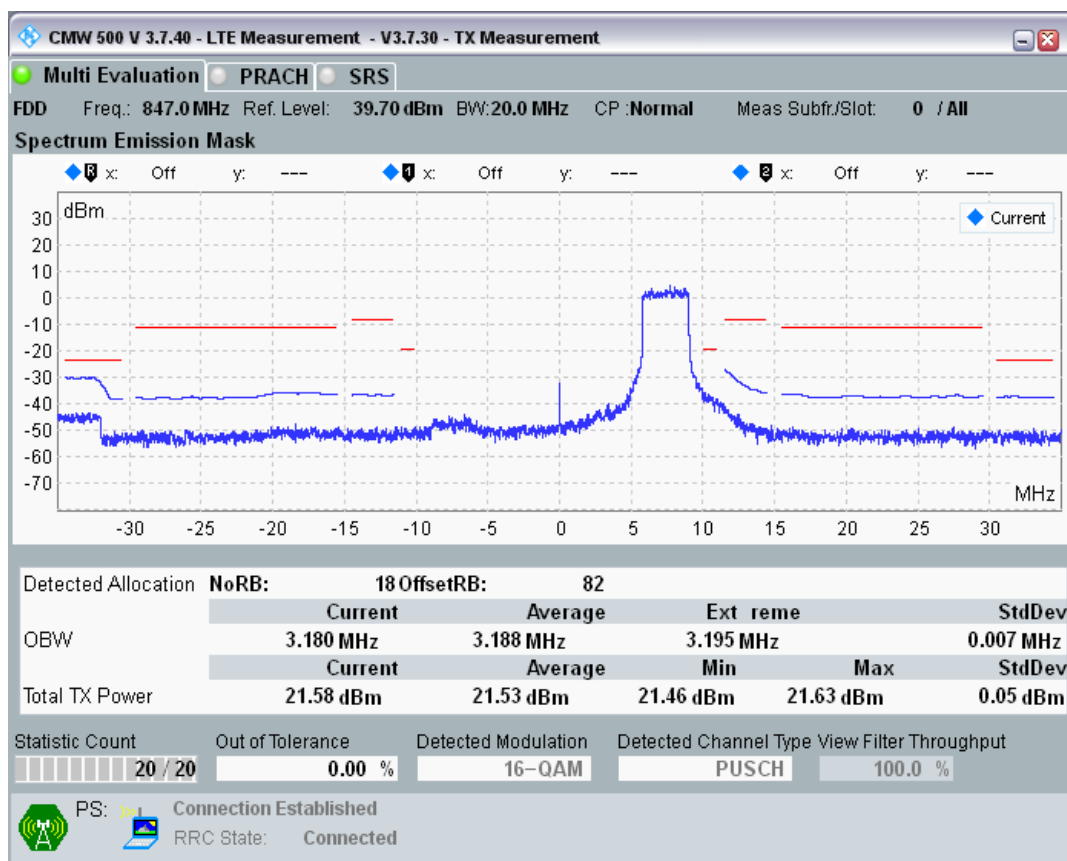 CMW 500 V 3.7.40 - LTE Measurement - V3.7.30 - TX Measurement
Multi Evaluation PRACH SRS
FDD Freq.: 847.0 MHz Ref. Level: 39.70 dBm BW:20.0 MHz CP :Normal Meas Subfr./Slot: 0 / All
Spectrum Emission Mask
R x: Off y: --- 1 x: Off y: --- 2 x: Off y: ---
dBm
Current
30
20
10
0
-10
-20
-30
-40
-50
-60
-70
MHz
-30 -25 -20 -15 -10 -5 0 5 10 15 20 25 30
Detected Allocation NoRB: 18 OffsetRB: 82
Current Average Ext reme StdDev
OBW 3.180 MHz 3.188 MHz 3.195 MHz 0.007 MHz
Current Average Min Max StdDev
Total TX Power 21.58 dBm 21.53 dBm 21.46 dBm 21.63 dBm 0.05 dBm
Statistic Count Out of Tolerance Detected Modulation Detected Channel Type View Filter Throughput
20 / 20 0.00 % 16-QAM PUSCH 100.0 %
PS: Connection Established
RRC State: Connected